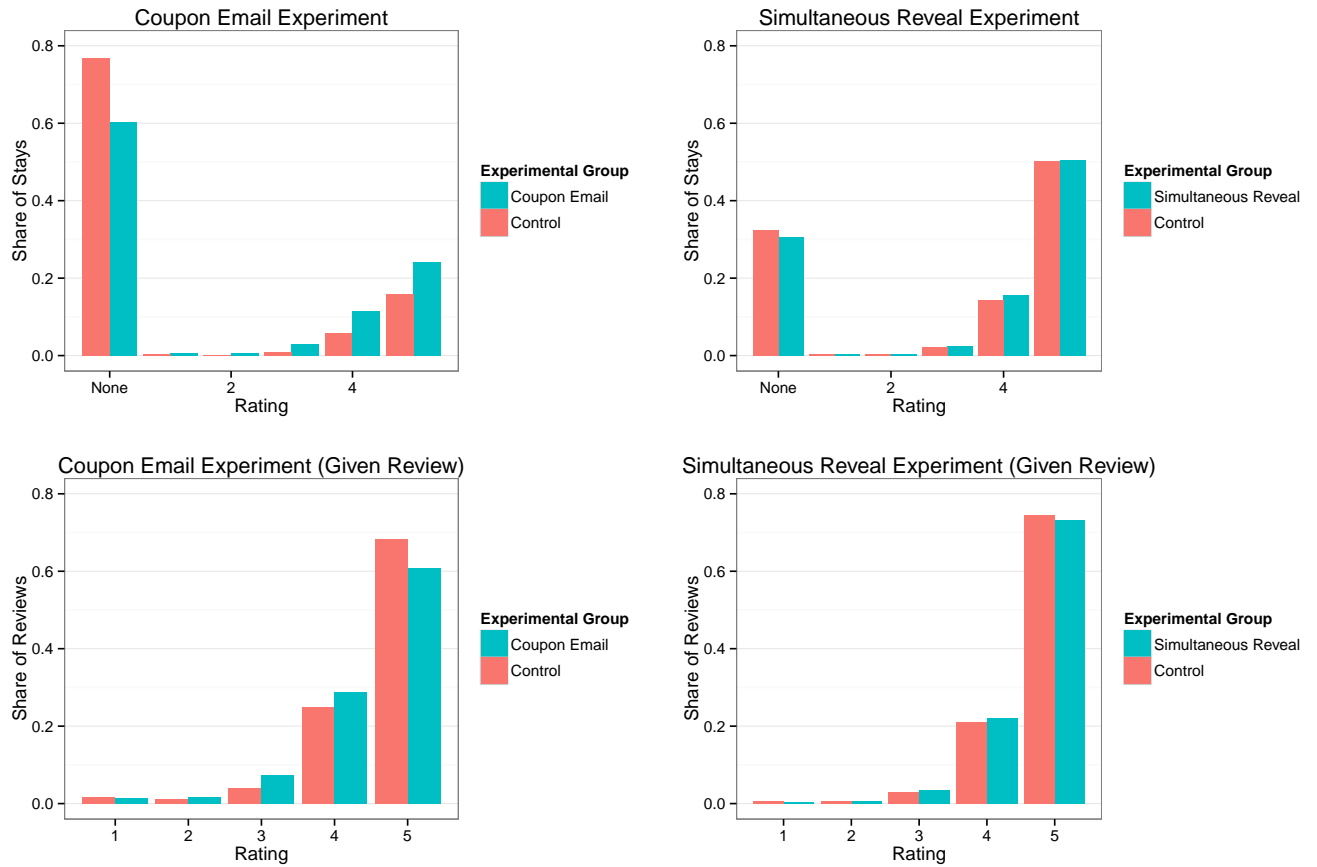 Coupon Email Experiment
0.8
0.6
0.4
0.2
0.0
Share of Stays
None 2 4
Rating
Experimental Group
Coupon Email
Control
Simultaneous Reveal Experiment
0.8
0.6
0.4
0.2
0.0
Share of Stays
None 2 4
Rating
Experimental Group
Simultaneous Reveal
Control
Coupon Email Experiment (Given Review)
0.8
0.6
0.4
0.2
0.0
Share of Reviews
1 2 3 4 5
Rating
Experimental Group
Coupon Email
Control
Simultaneous Reveal Experiment (Given Review)
0.8
0.6
0.4
0.2
0.0
Share of Reviews
1 2 3 4 5
Rating
Experimental Group
Simultaneous Reveal
Control